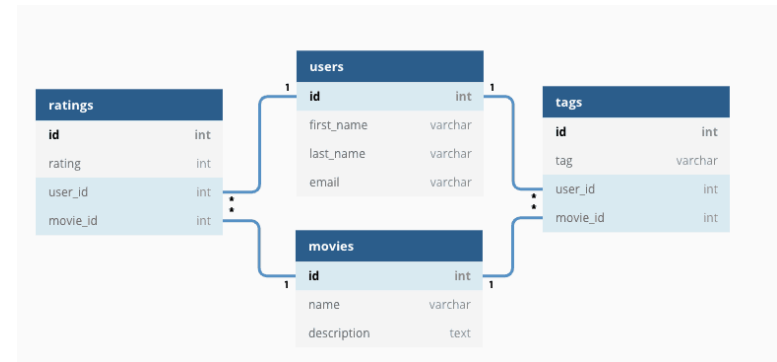 users
1
id int
1
first_name varchar
last_name varchar
email varchar
ratings
id int
rating int
user_id int
*
*
movie_id int
tags
id int
tag varchar
*
user_id int
*
movie_id int
movies
1
id int
1
name varchar
description text